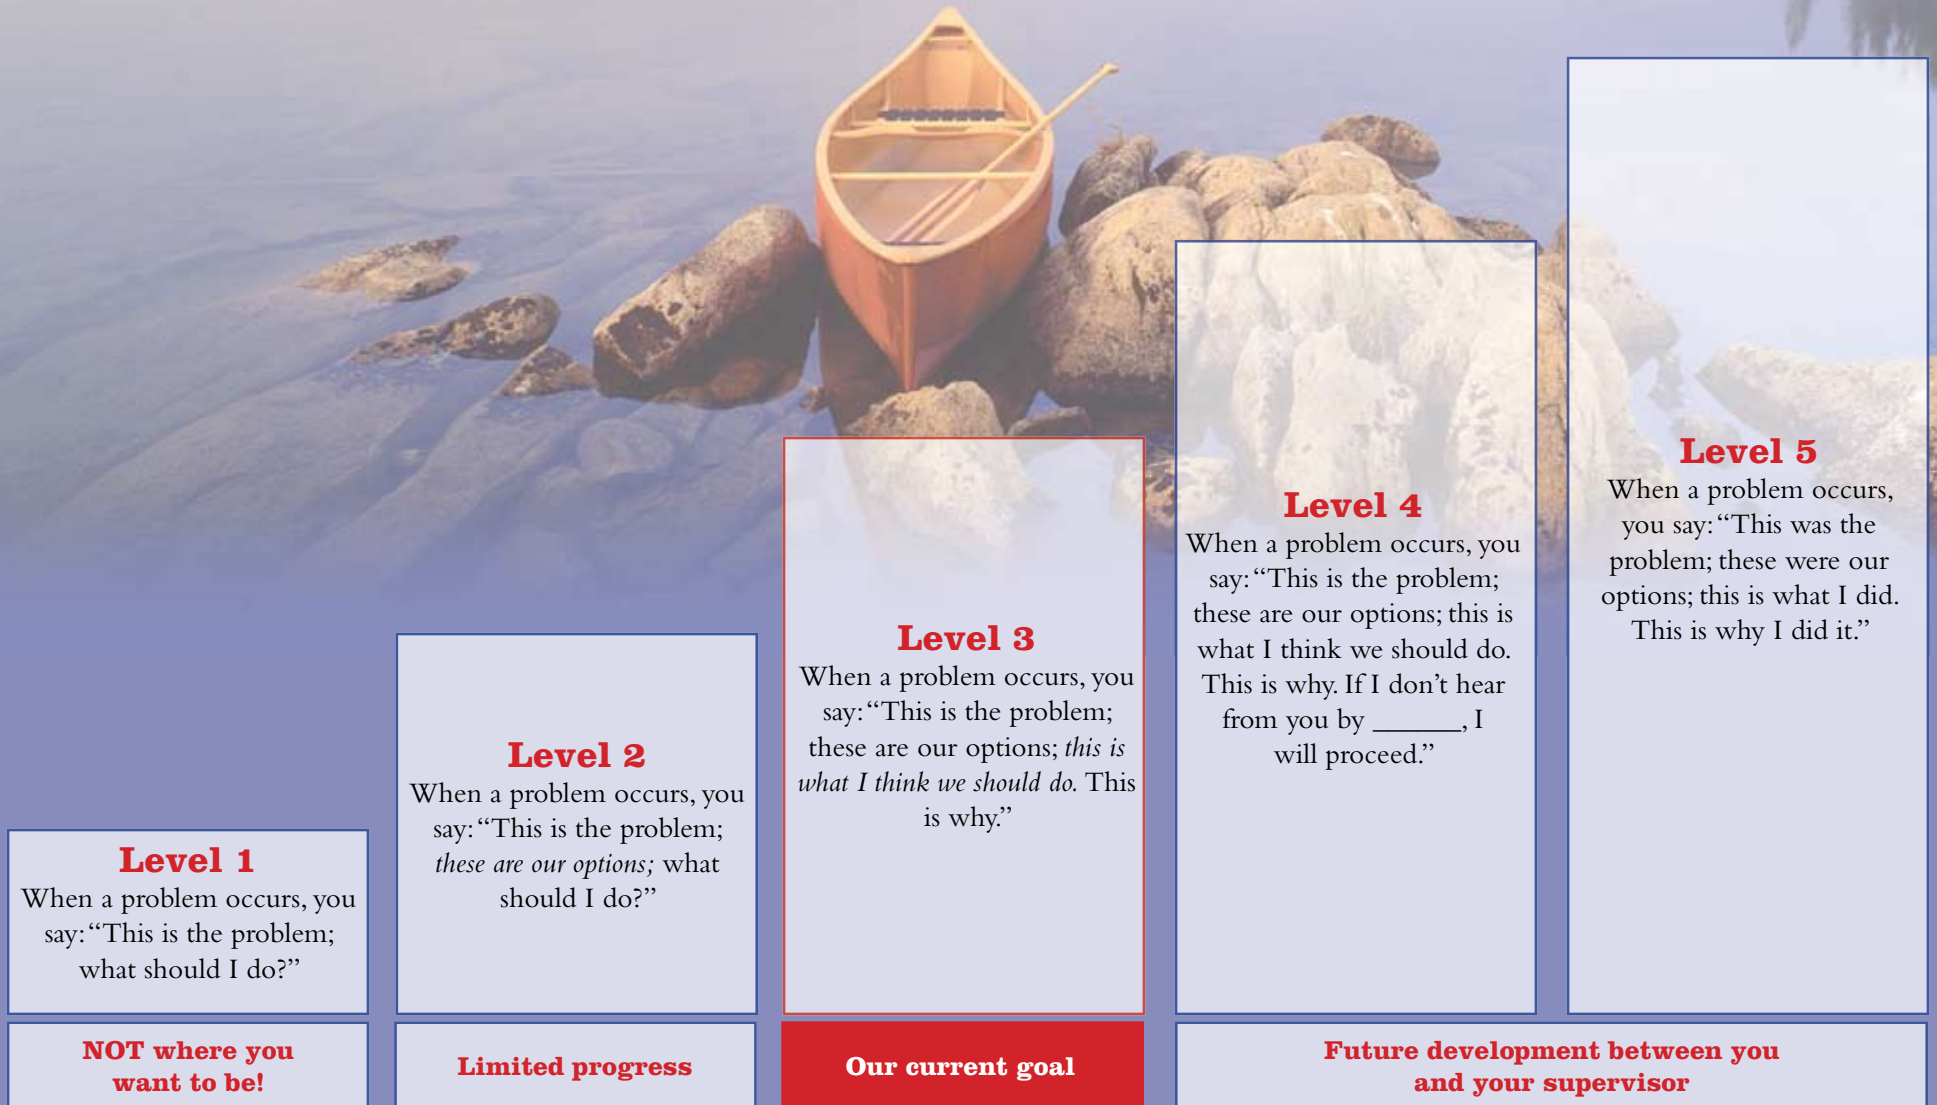 Level 1
When a problem occurs, you
say: “This is the problem;
what should I do?”
NOT where you
want to be!
Level 2
When a problem occurs, you
say: “This is the problem;
these are our options; what
should I do?”
Limited progress
Level 3
When a problem occurs, you
say: “This is the problem;
these are our options; this is
what I think we should do. This
is why.”
Our current goal
Level 4
When a problem occurs, you
say: “This is the problem;
these are our options; this is
what I think we should do.
This is why. If I don’t hear
from you by ______, I
will proceed.”
Level 5
When a problem occurs,
you say: “This was the
problem; these were our
options; this is what I did.
This is why I did it.”
Future development between you
and your supervisor